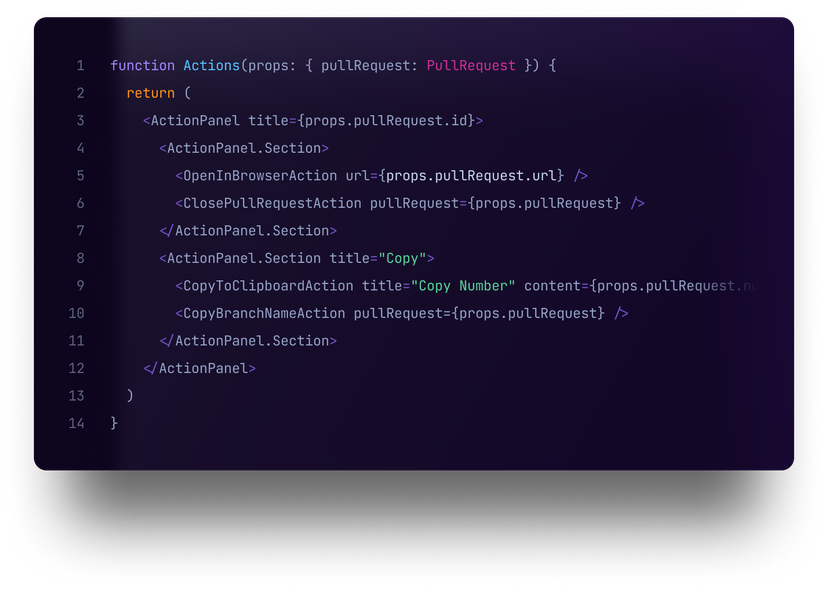 1 function Actions(props: { pullRequest: PullRequest }) {
2 return (
3 <ActionPanel title={props.pullRequest.id}>
4 <ActionPanel.Section>
5 <OpenInBrowserAction url={props.pullRequest.url} />
6 <ClosePullRequestAction pullRequest={props.pullRequest} />
7 </ActionPanel.Section>
8 <ActionPanel.Section title="Copy">
9 <CopyToClipboardAction title="Copy Number" content={props.pullRequest.nu
10 <CopyBranchNameAction pullRequest={props.pullRequest} />
11 </ActionPanel.Section>
12 </ActionPanel>
13 )
14 }